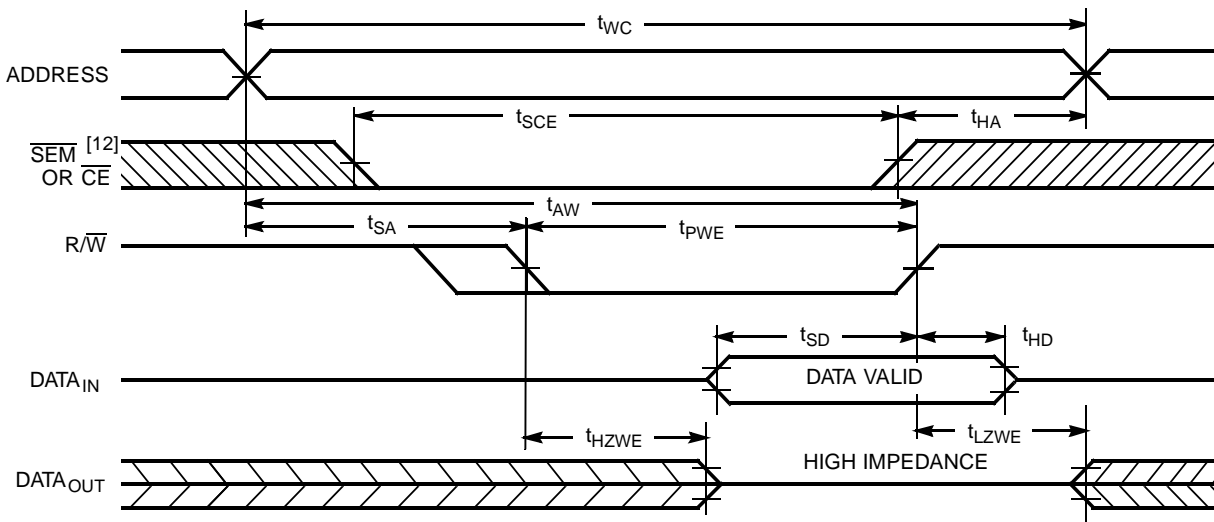 tWC
ADDRESS
tSCE
tHA
SEM [12]
OR CE
tAW
tSA
tPWE
R/W
tSD
tHD
DATAIN
DATA VALID
tHZWE
tLZWE
HIGH IMPEDANCE
DATAOUT